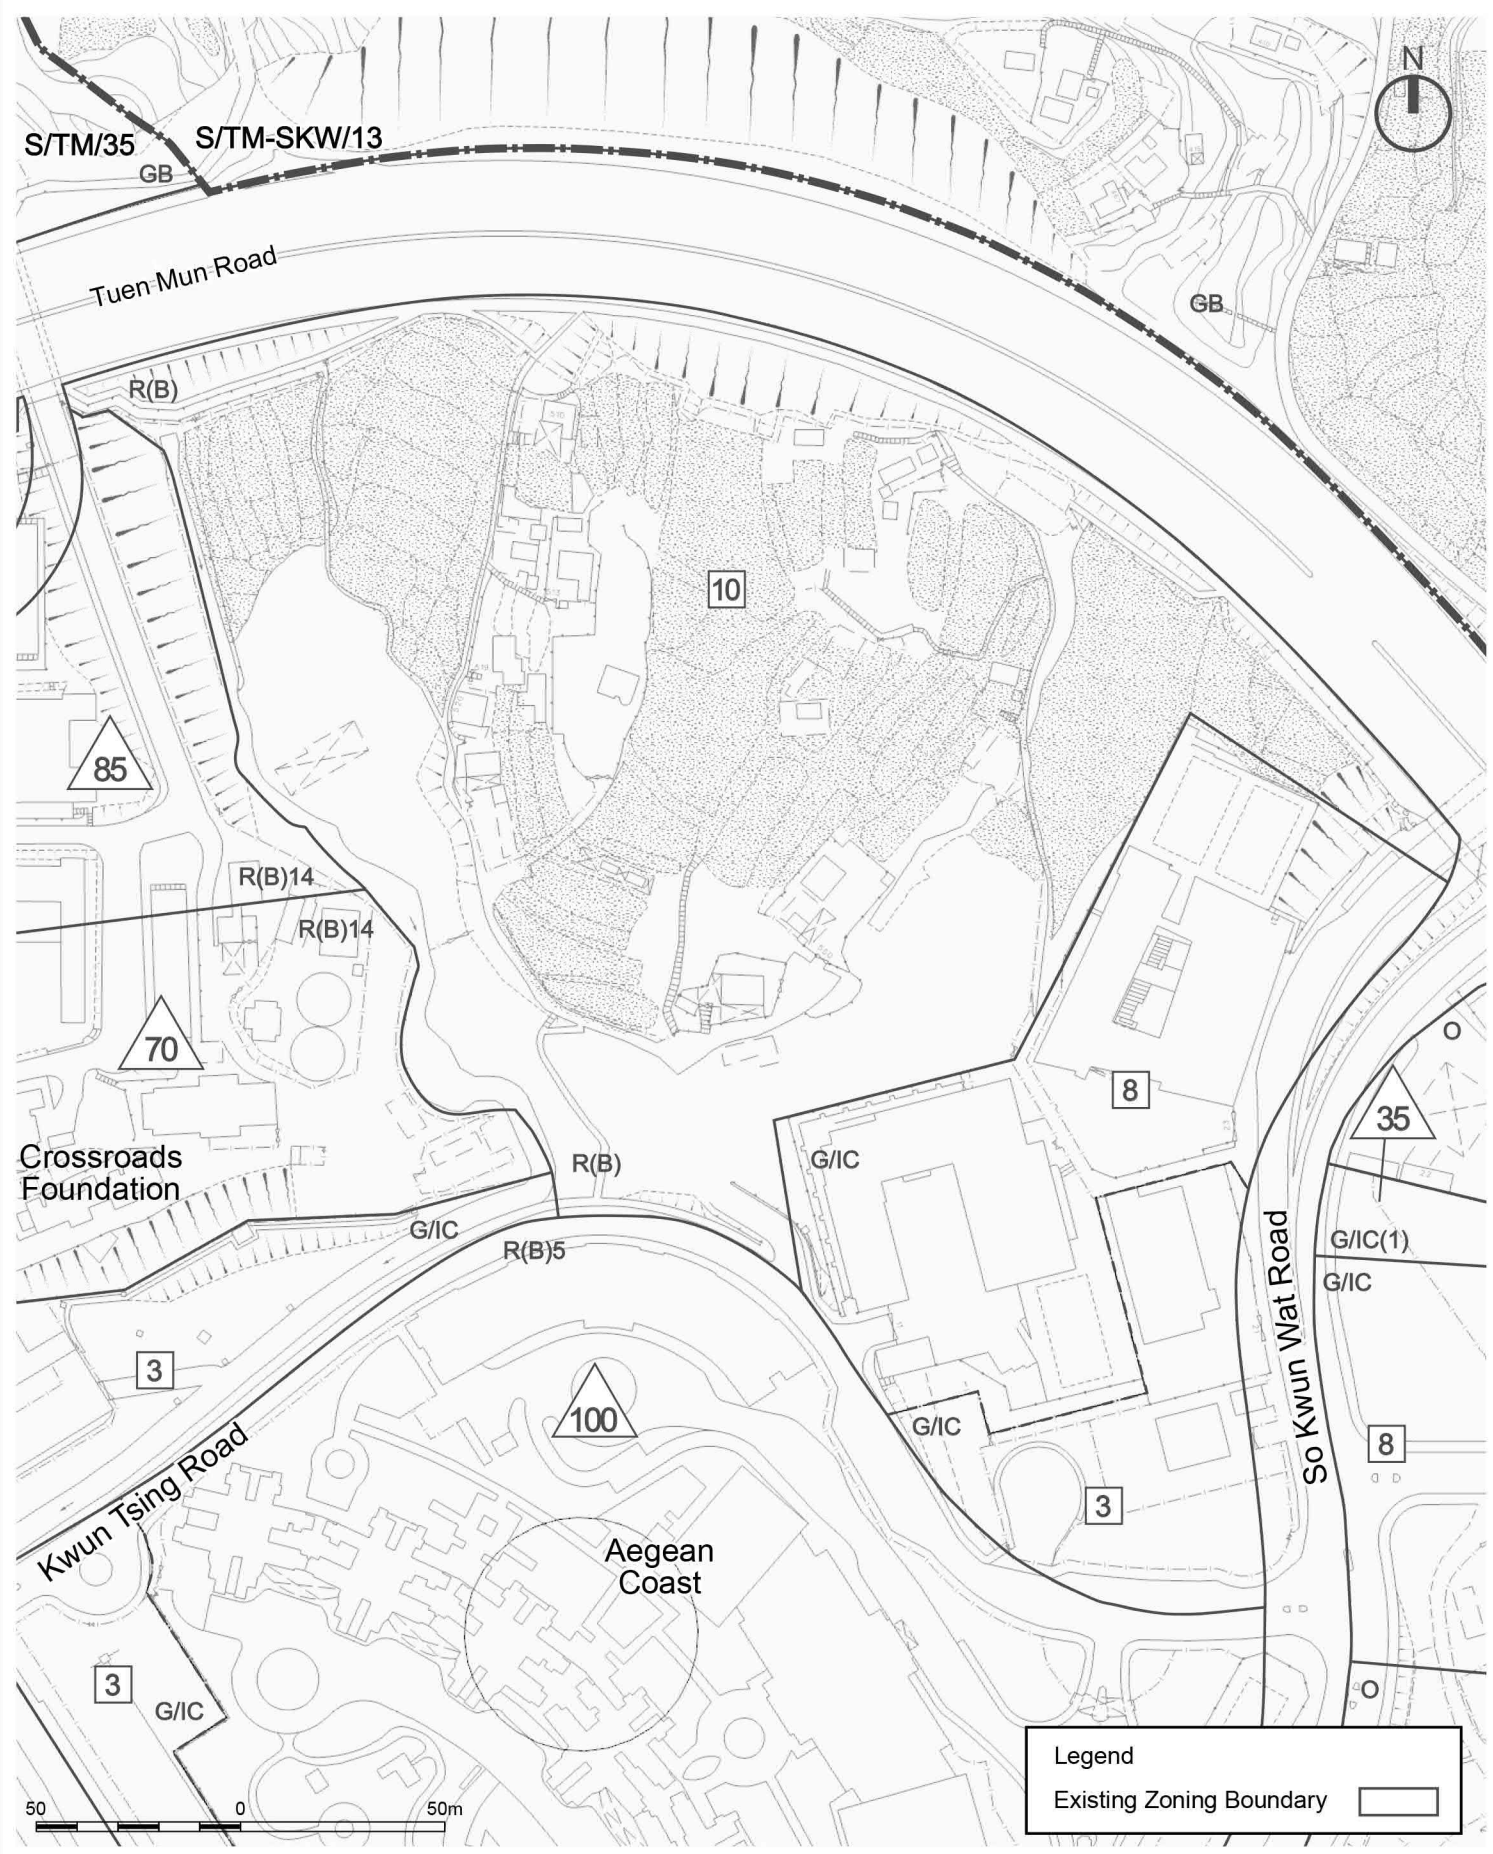 N
S/TM/35
S/TM-SKW/13
GB
Tuen Mun Road
GB
R(B)
10
85
R(B)14
R(B)14
O
70
8
35
Crossroads
Foundation
R(B)
G/IC
G/IC
R(B)5
G/IC(1)
G/IC
So Kwun Wat Road
3
100
G/IC
8
Kwun Tsing Road
3
Aegean
Coast
3
G/IC
O
Legend
Existing Zoning Boundary
50 0 50m